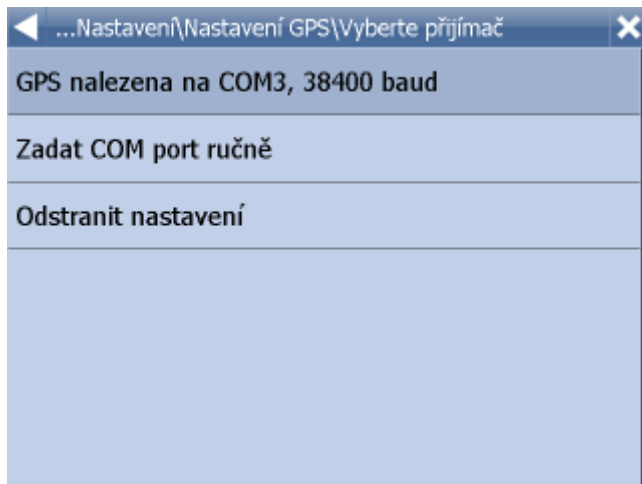 ...Nastavení\Nastavení GPS\Vyberte přijímač
GPS nalezena na COM3, 38400 baud
Zadat COM port ručně
Odstranit nastavení